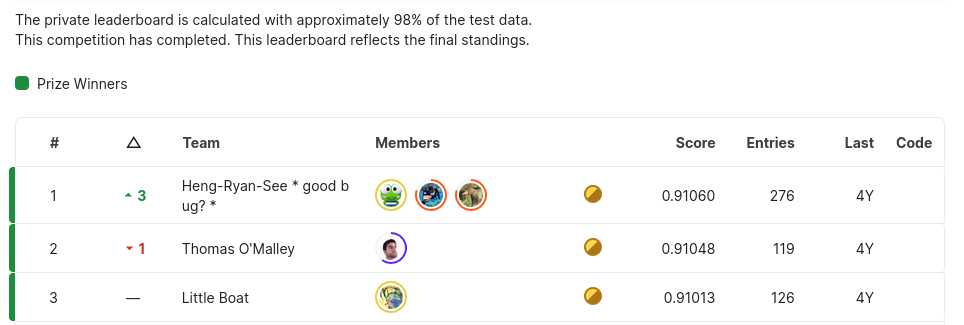 The private leaderboard is calculated with approximately 98% of the test data.
This competition has completed. This leaderboard reflects the final standings.
Prize Winners
# △ Team Members Score Entries Last Code
1 3 Heng-Ryan-See * good b
ug? * 0.91060 276 4Y
2 1 Thomas O'Malley 0.91048 119 4Y
3 — Little Boat 0.91013 126 4Y